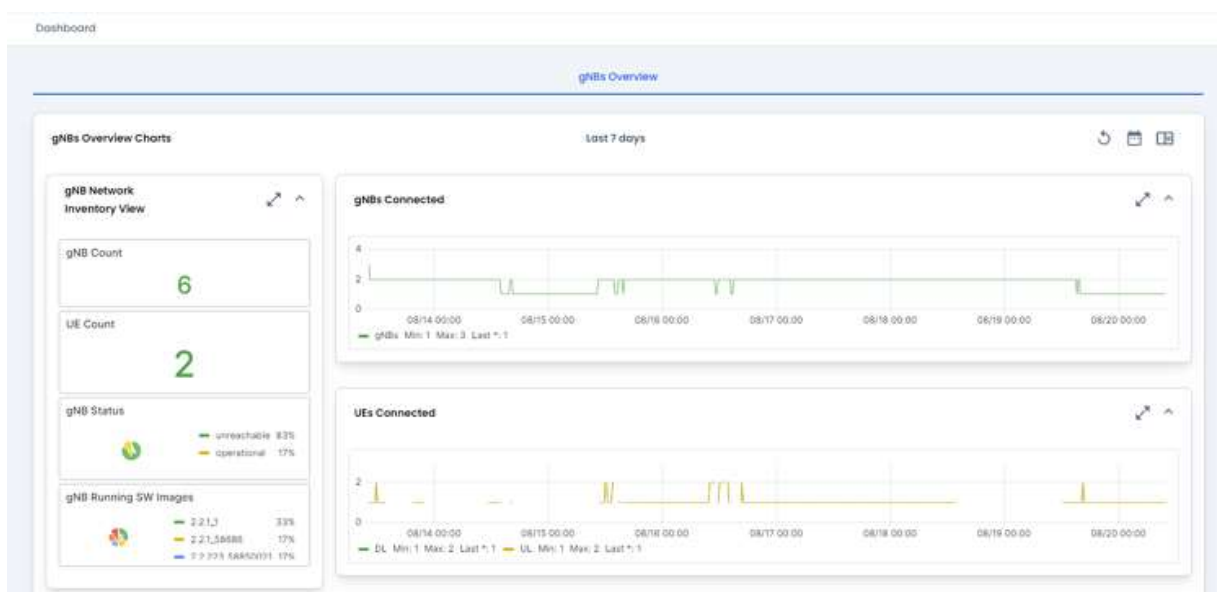 Dashboard
gNBs Overview
gNBs Overview Charts
Last 7 days
gNB Network
Inventory View
gNB Count
6
UE Count
2
gNB Status
unreachable 83%
operational 17%
gNB Running SW Images
2.2.1_1 33%
2.2.1_58686 17%
17%
gNBs Connected
4
2
0
08/14 00:00 08/15 00:00 08/16 00:00 08/17 00:00 08/18 00:00 08/19 00:00 08/20 00:00
gNBs Min: 1 Max: 3 Last *: 1
UEs Connected
2
0
08/14 00:00 08/15 00:00 08/16 00:00 08/17 00:00 08/18 00:00 08/19 00:00 08/20 00:00
DL Min: 1 Max: 2 Last *: 1 UL Min: 1 Max: 2 Last *: 1